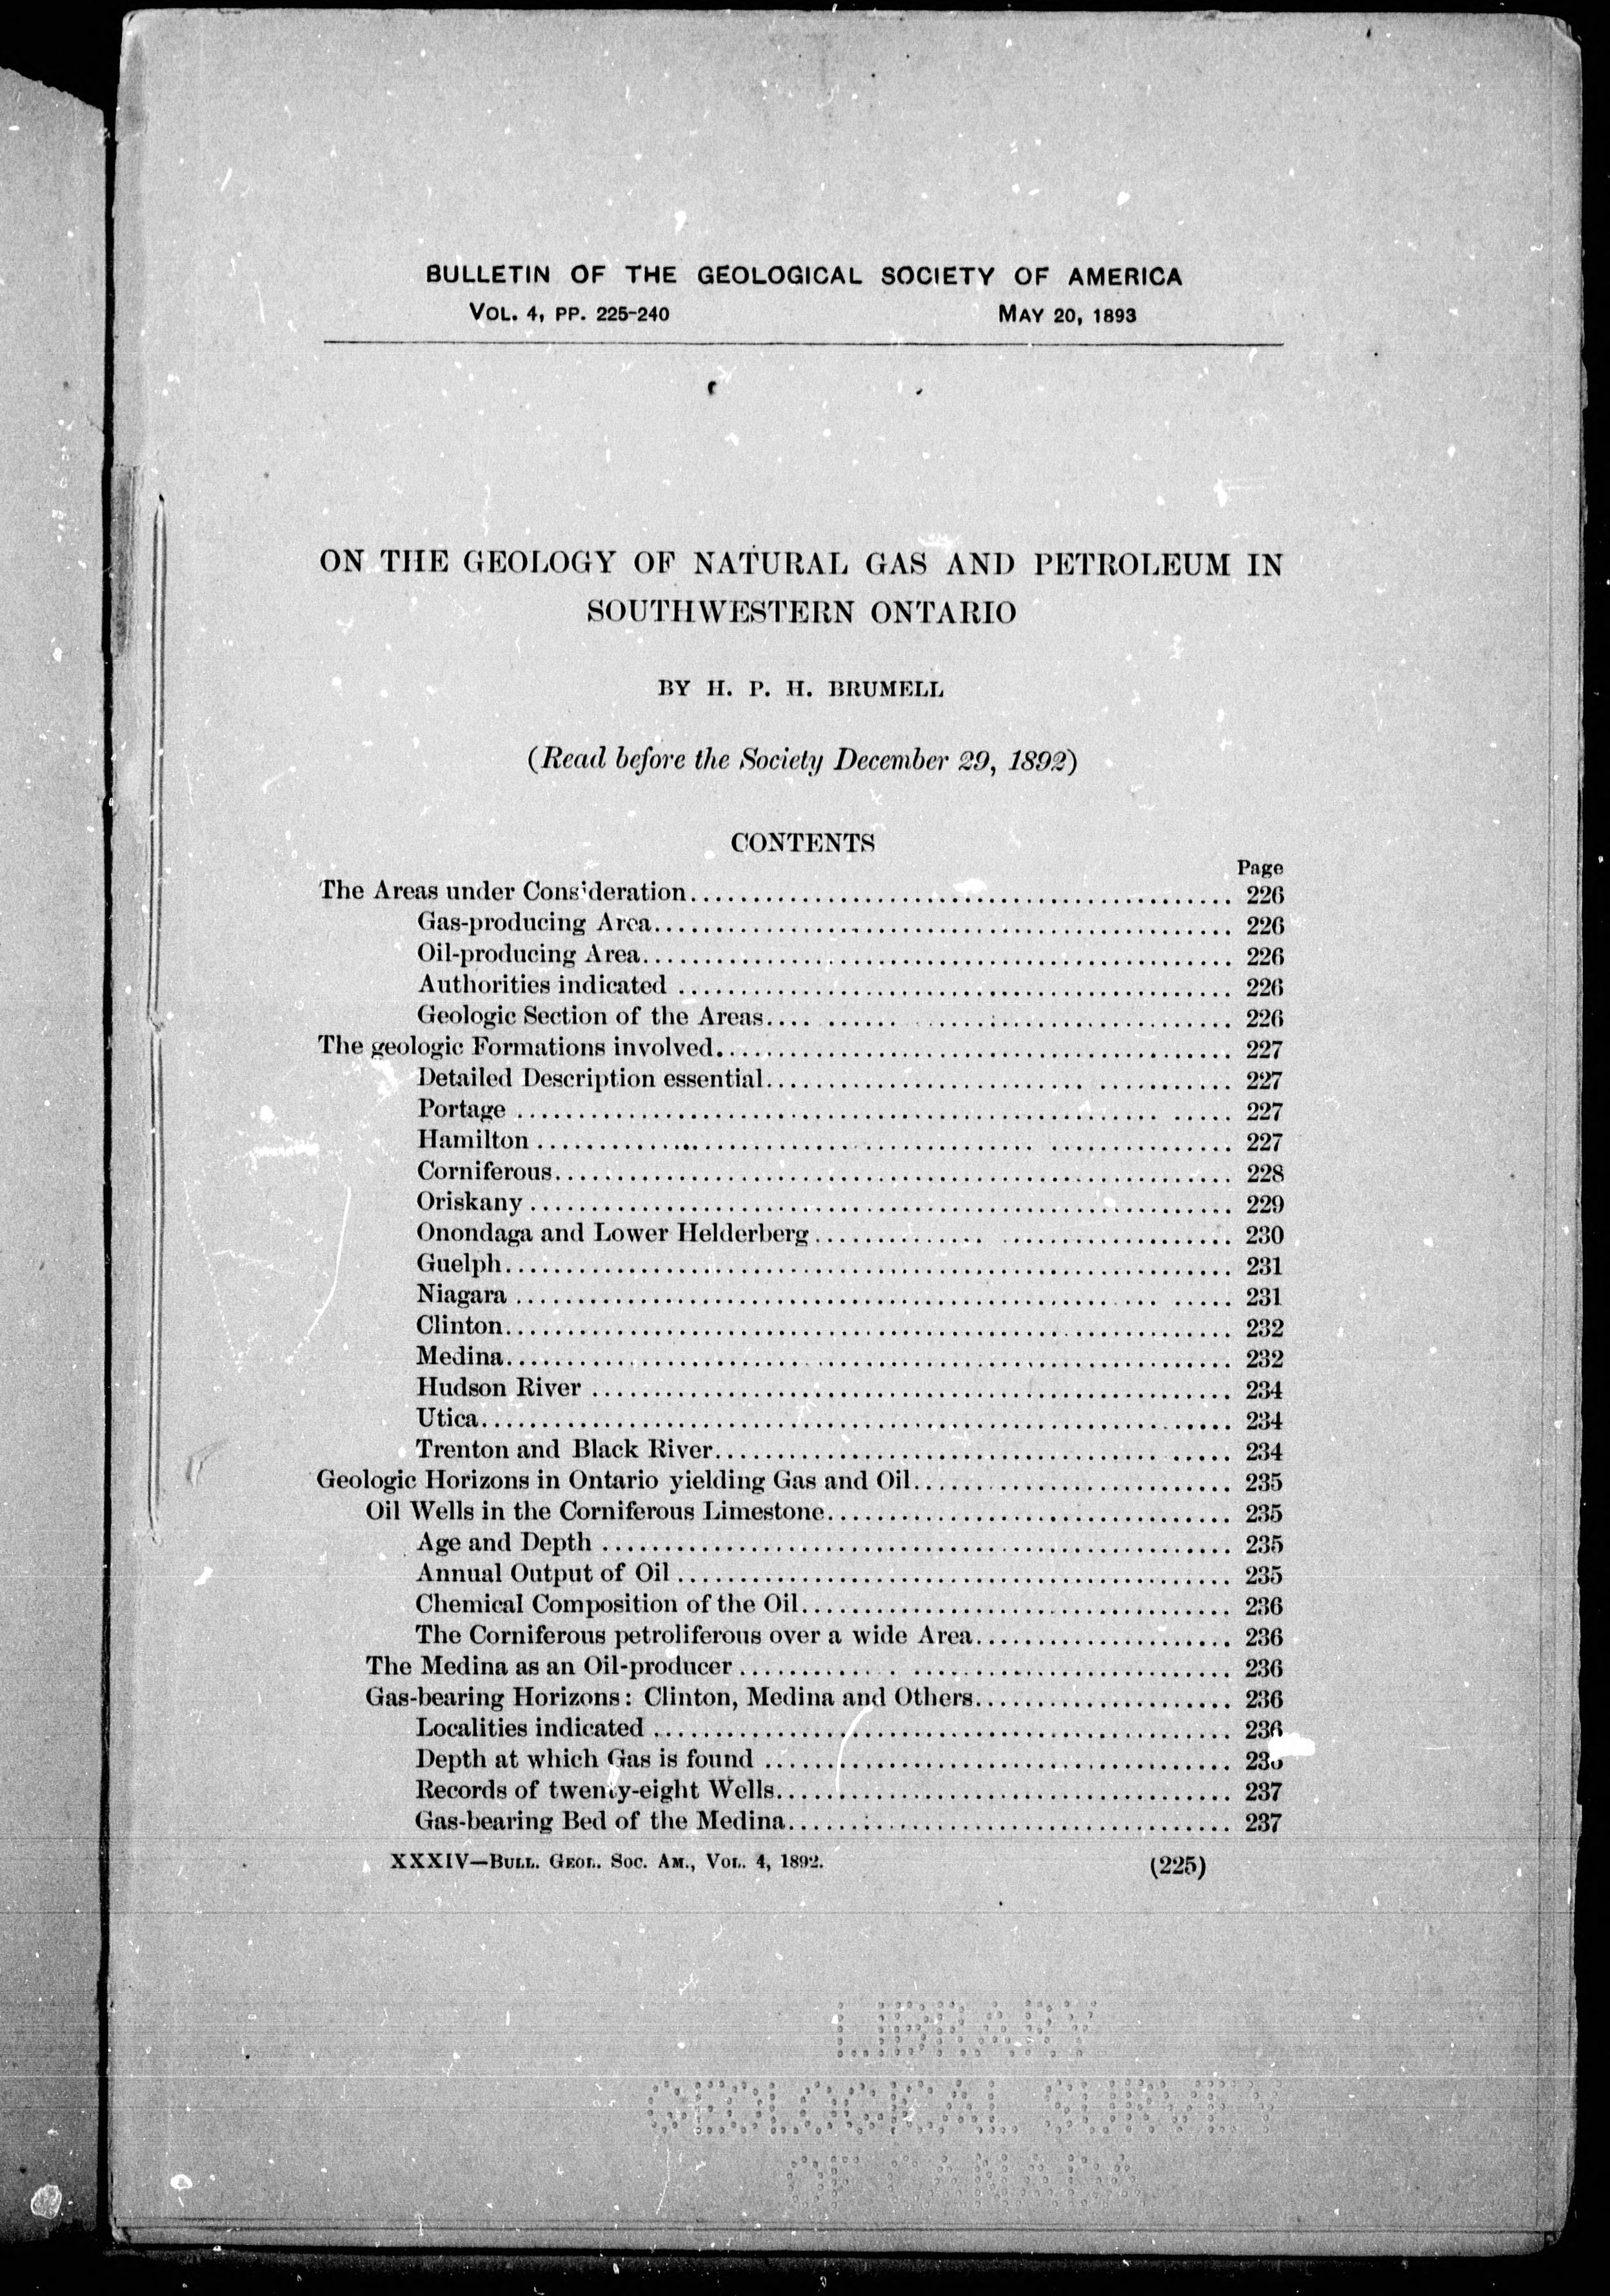 BULLETIN OF THE GEOLOGICAL SOCIETY OF AMERICA
VOL. 4, PP. 225-240 MAY 20, 1893
ON THE GEOLOGY OF NATURAL GAS AND PETROLEUM IN
SOUTHWESTERN ONTARIO
BY H. P. H. BRUMELL
(Read before the Society December 29, 1892)
CONTENTS
Page
The Areas under Consideration.......... 226
Gas-producing Area.......... 226
Oil-producing Area.......... 226
Authorities indicated .......... 226
Geologic Section of the Areas.......... 226
The geologic Formations involved.......... 227
Detailed Description essential.......... 227
Portage .......... 227
Hamilton .......... 227
Corniferous.......... 228
Oriskany .......... 229
Onondaga and Lower Helderberg.......... 230
Guelph.......... 231
Niagara .......... 231
Clinton.......... 232
Medina.......... 232
Hudson River .......... 234
Utica.......... 234
Trenton and Black River.......... 234
Geologic Horizons in Ontario yielding Gas and Oil.......... 235
Oil Wells in the Corniferous Limestone.......... 235
Age and Depth .......... 235
Annual Output of Oil.......... 235
Chemical Composition of the Oil.......... 236
The Corniferous petroliferous over a wide Area.......... 236
The Medina as an Oil-producer .......... 236
Gas-bearing Horizons: Clinton, Medina and Others.......... 236
Localities indicated .......... 236
Depth at which Gas is found .......... 236
Records of twenty-eight Wells.......... 237
Gas-bearing Bed of the Medina.......... 237
XXXIV—BULL. GEOL. SOC. AM., VOL. 4, 1892. (225)
LIBRARY
GEOLOGICAL SURVEY
OF CANADA